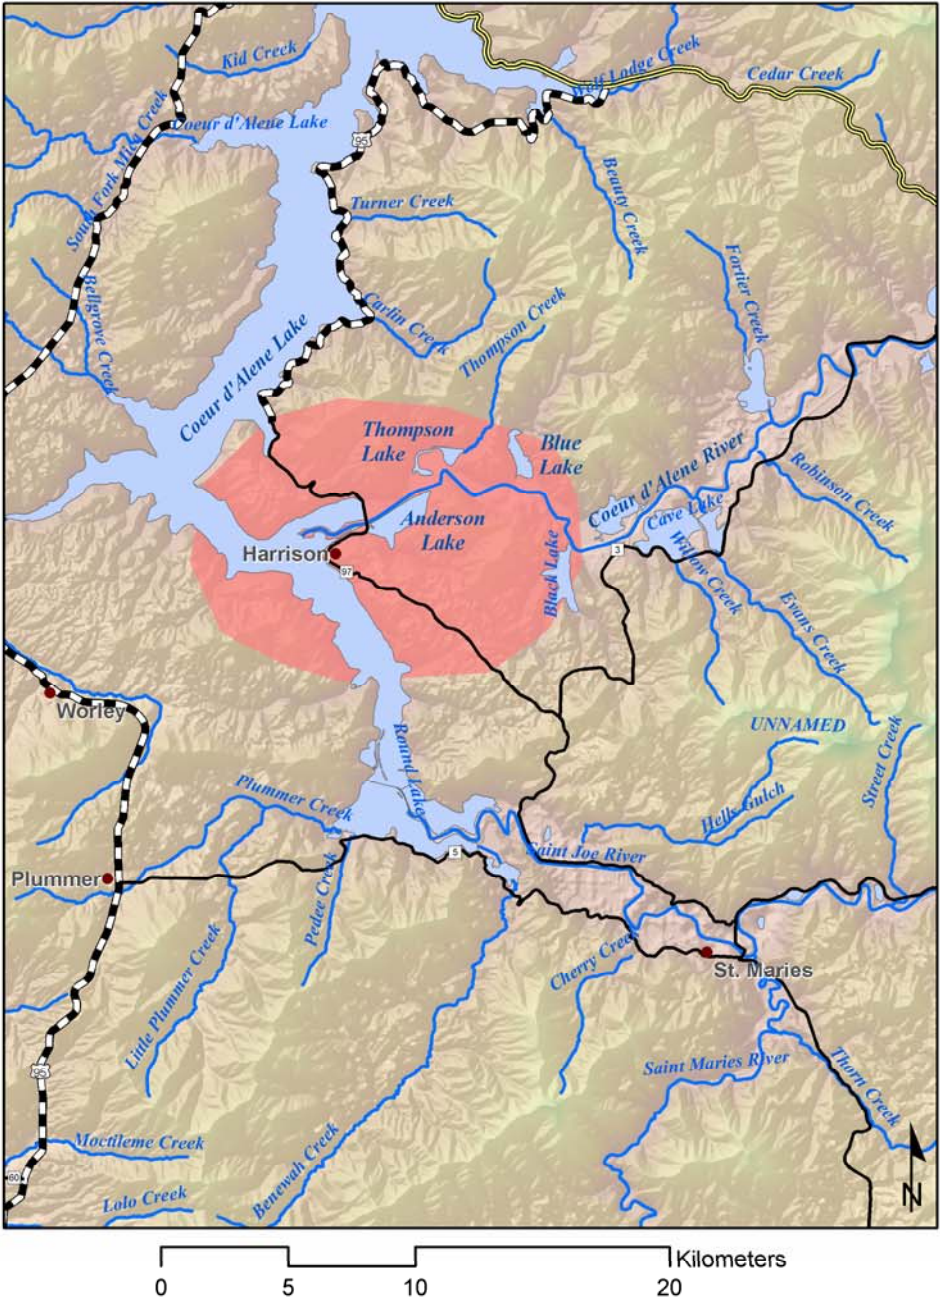 Kid Creek
Wolf Lodge Creek
Cedar Creek
Coeur d'Alene Lake
South Fork Mica Creek
95
Beauty Creek
Turner Creek
Fortier Creek
Bellgrove Creek
Carlin Creek
Thompson Creek
Coeur d'Alene Lake
Thompson
Lake
Blue
Lake
Coeur d'Alene River
Robinson Creek
Cave Lake
Anderson
Lake
Harrison
97
3
Black Lake
Willow Creek
Evans Creek
Worley
UNNAMED
Street Creek
Round Lake
Plummer Creek
Hells Gulch
5
Saint Joe River
Plummer
Pedee Creek
Little Plummer Creek
Cherry Creek
St. Maries
Saint Maries River
Thorn Creek
95
Moctileme Creek
Benewah Creek
60
Lolo Creek
N
Kilometers
0 5 10 20